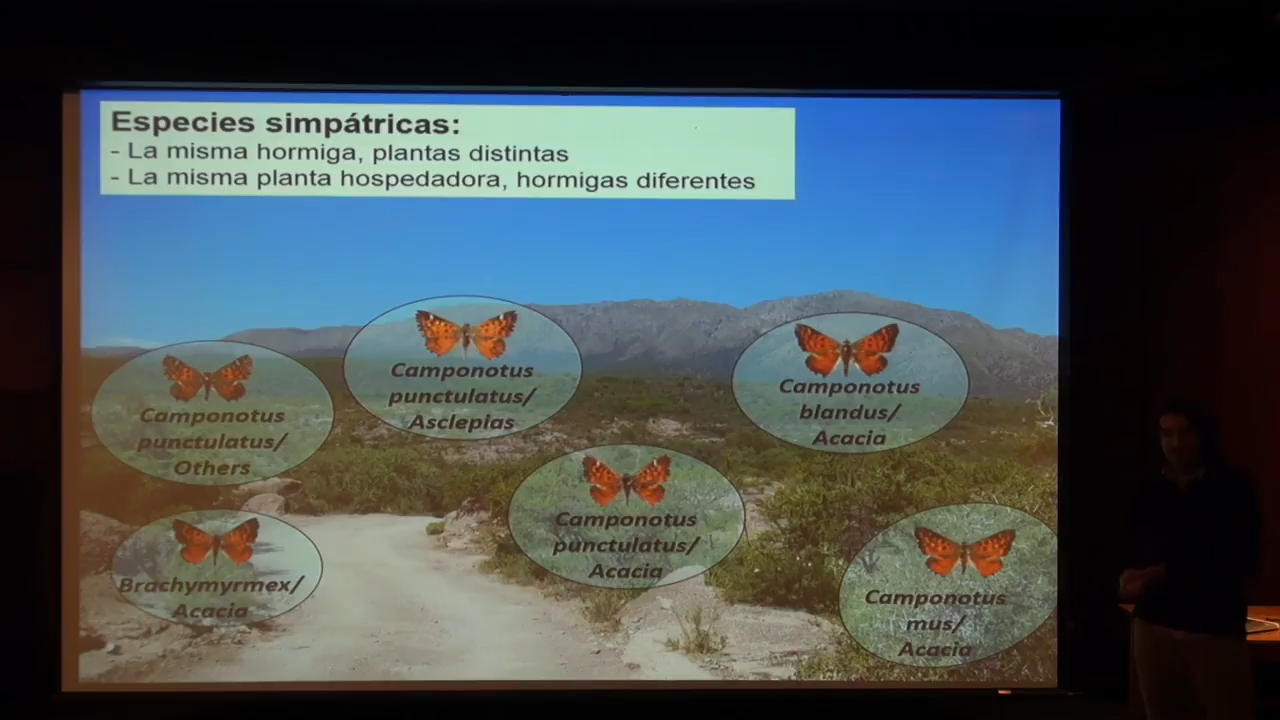 Especies simpátricas:
- La misma hormiga, plantas distintas
- La misma planta hospedadora, hormigas diferentes
Camponotus
punctulatus/
Asclepias
Camponotus
blandus/
Acacia
Camponotus
punctulatus/
Others
Camponotus
punctulatus/
Acacia
Brachymyrmex/
Acacia
Camponotus
mus/
Acacia